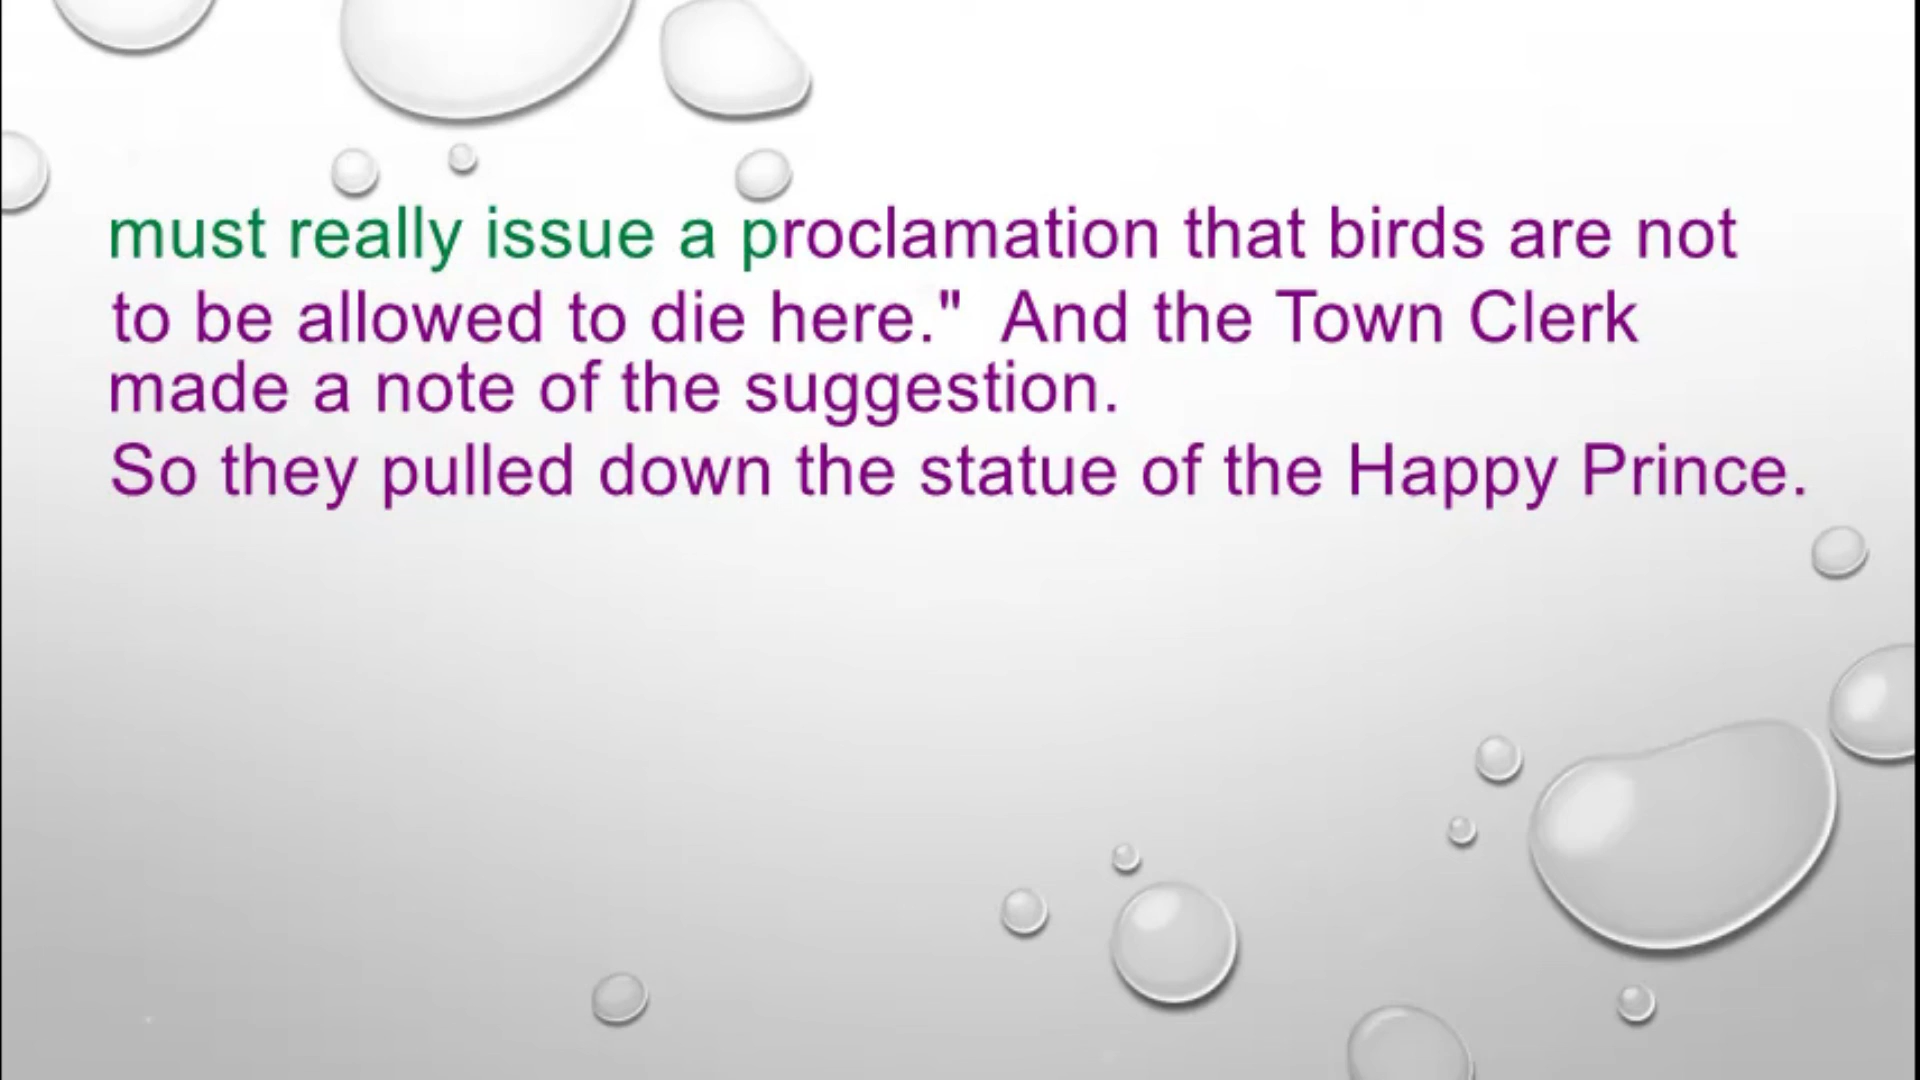 must really issue a proclamation that birds are not
to be allowed to die here."  And the Town Clerk
made a note of the suggestion.
So they pulled down the statue of the Happy Prince.